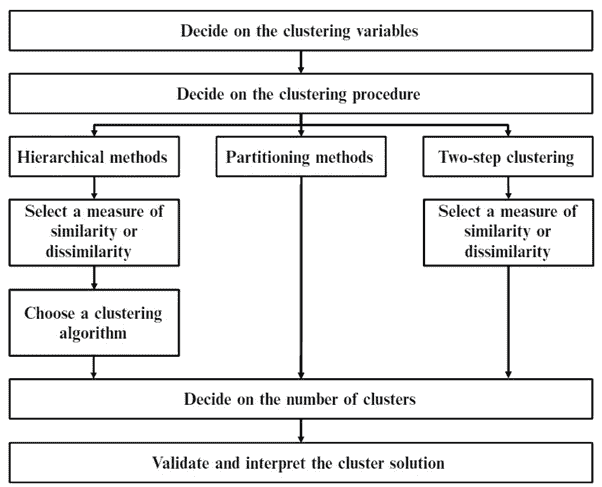 Decide on the clustering variables
Decide on the clustering procedure
Hierarchical methods
Partitioning methods
Two-step clustering
Select a measure of
similarity or
dissimilarity
Select a measure of
similarity or
dissimilarity
Choose a clustering
algorithm
Decide on the number of clusters
Validate and interpret the cluster solution